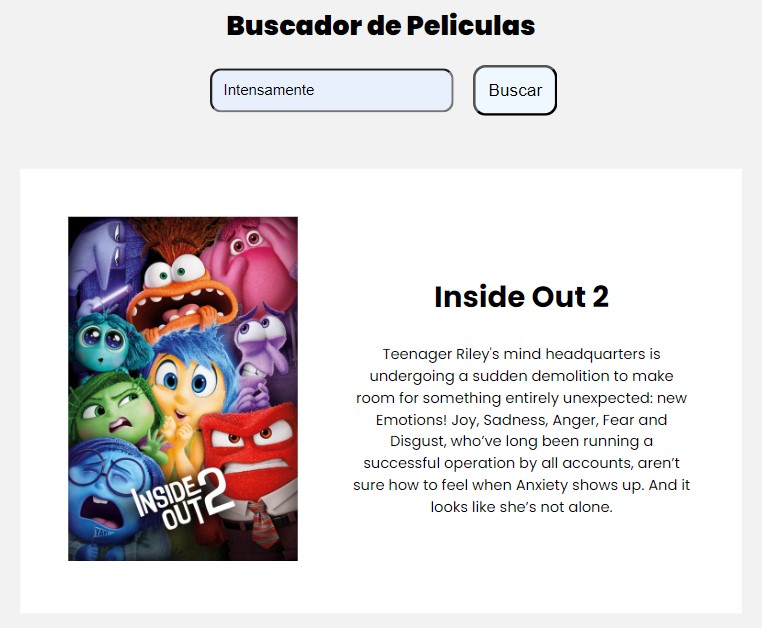 Buscador de Peliculas
Intensamente
Buscar
INSIDE
OUT 2
Inside Out 2
Teenager Riley's mind headquarters is
undergoing a sudden demolition to make
room for something entirely unexpected: new
Emotions! Joy, Sadness, Anger, Fear and
Disgust, who’ve long been running a
successful operation by all accounts, aren’t
sure how to feel when Anxiety shows up. And it
looks like she’s not alone.